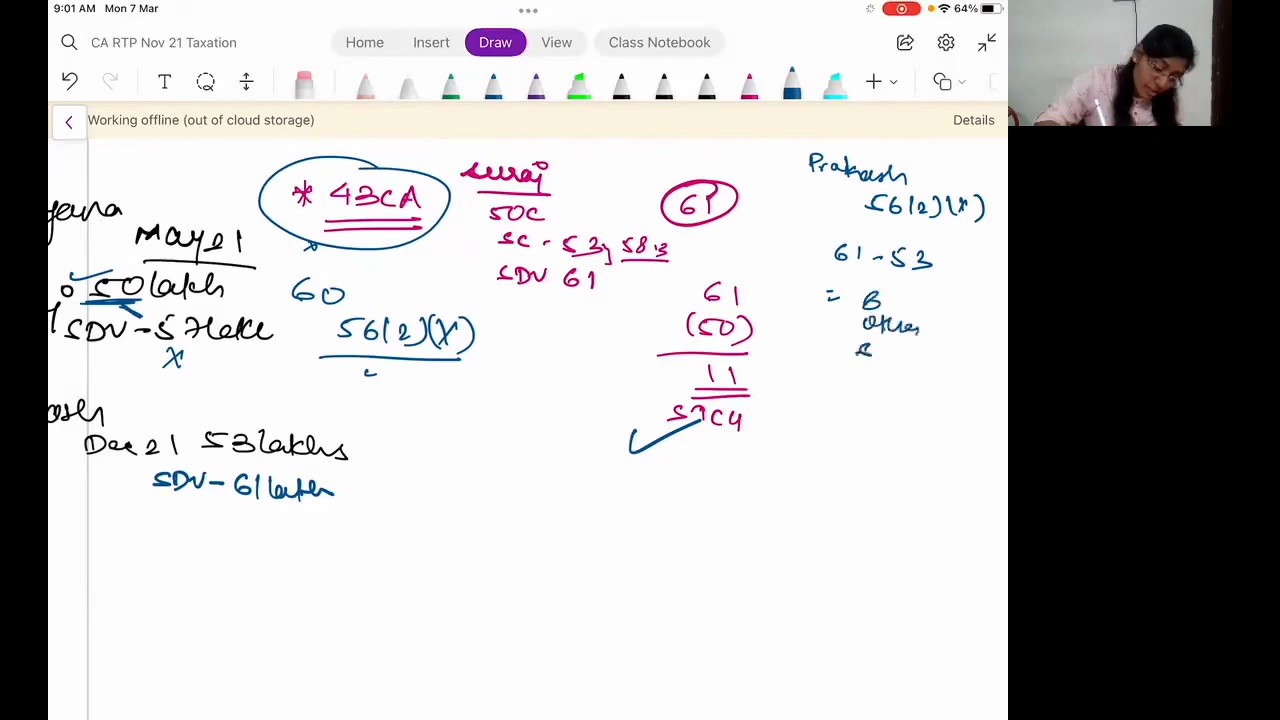 9:01 AM Mon 7 Mar
64%
CA RTP Nov 21 Taxation
Home Insert Draw View Class Notebook
T
Working offline (out of cloud storage)
Details
* 43CA
Suraj
50C
SC - 53, 58.3
SDV 61
61
Prakash
56(2)(x)
May 21
50 lakh
SDV - 57 lakh
x
60
56(2)(x)
61
(50)
11
61 - 53
= 8
Dec 21 53 lakhs
SDV - 61 lakh